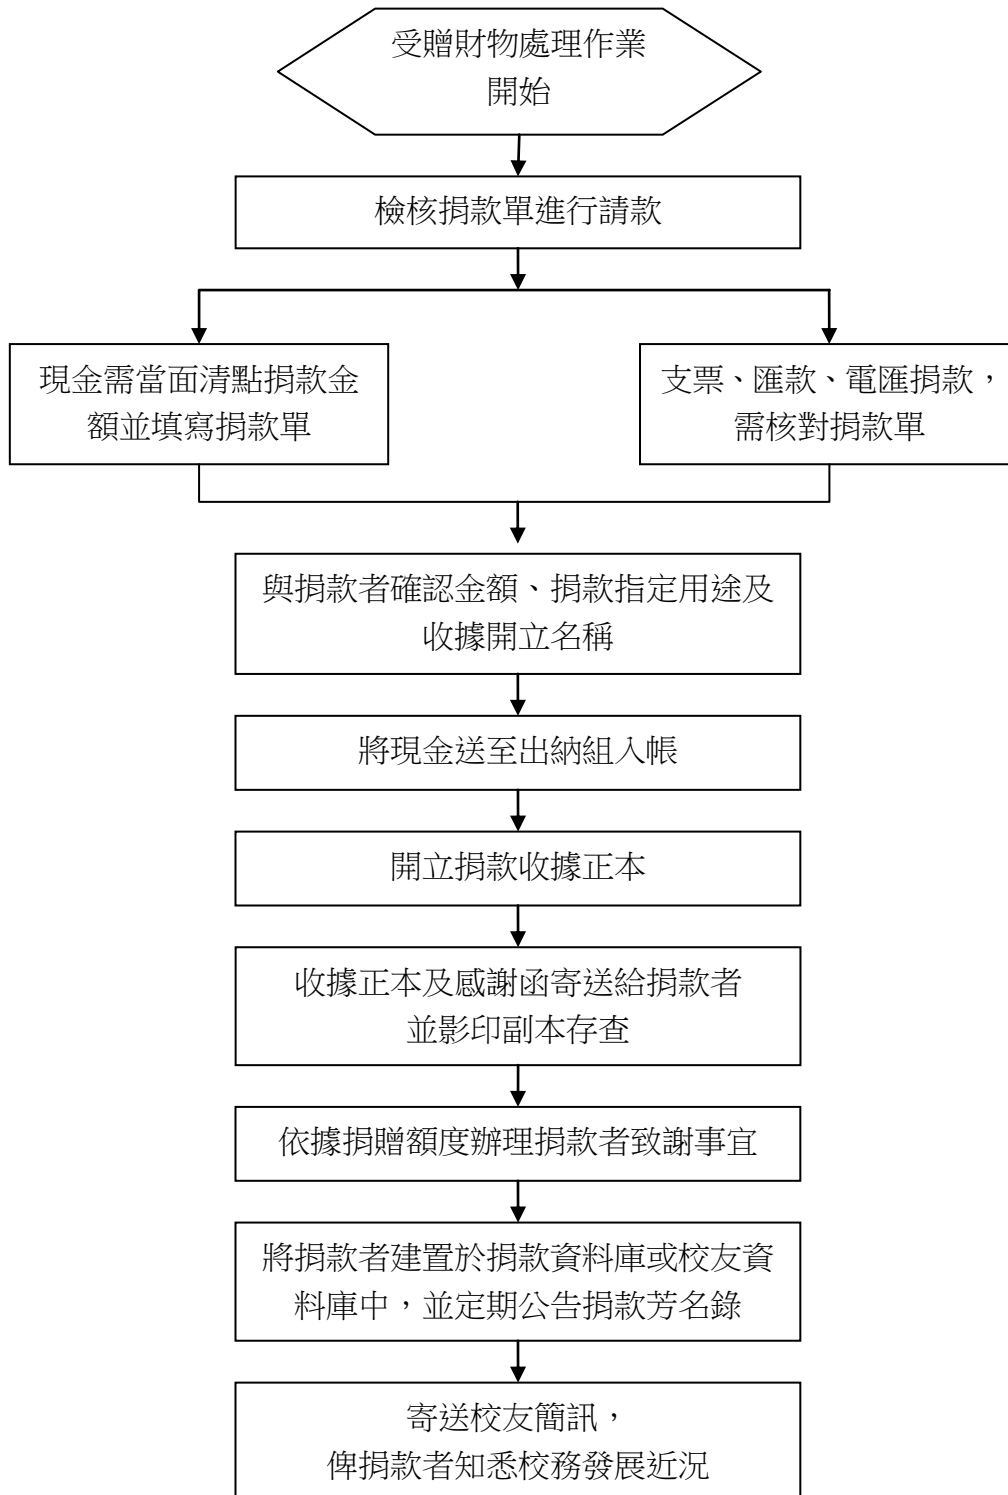 受贈財物處理作業
開始
檢核捐款單進行請款
現金需當面清點捐款金
額並填寫捐款單
支票、匯款、電匯捐款，
需核對捐款單
與捐款者確認金額、捐款指定用途及
收據開立名稱
將現金送至出納組入帳
開立捐款收據正本
收據正本及感謝函寄送給捐款者
並影印副本存查
依據捐贈額度辦理捐款者致謝事宜
將捐款者建置於捐款資料庫或校友資
料庫中，並定期公告捐款芳名錄
寄送校友簡訊，
俾捐款者知悉校務發展近況